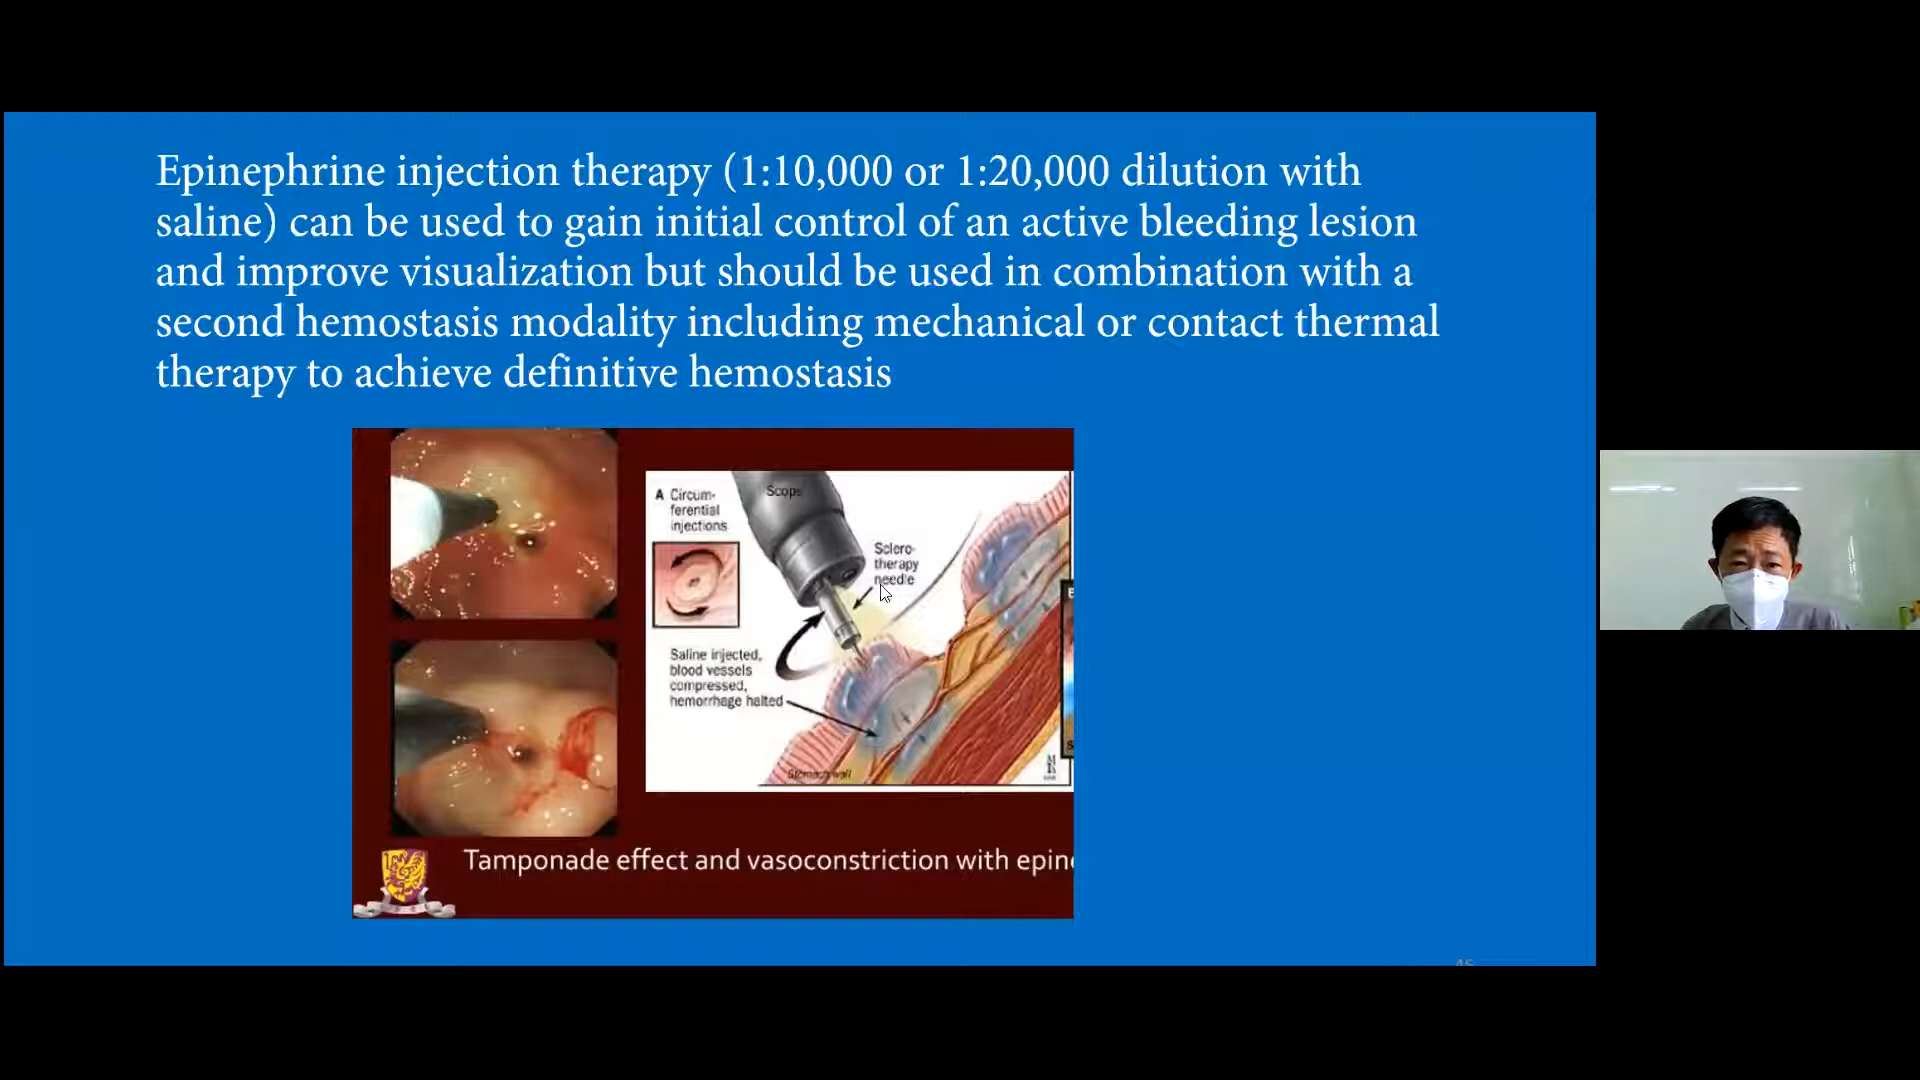 Epinephrine injection therapy (1:10,000 or 1:20,000 dilution with
saline) can be used to gain initial control of an active bleeding lesion
and improve visualization but should be used in combination with a
second hemostasis modality including mechanical or contact thermal
therapy to achieve definitive hemostasis
A Circum-
ferential
injections
Scope
Sclero-
therapy
needle
Saline injected,
blood vessels
compressed,
hemorrhage halted
Stomach wall
Tamponade effect and vasoconstriction with